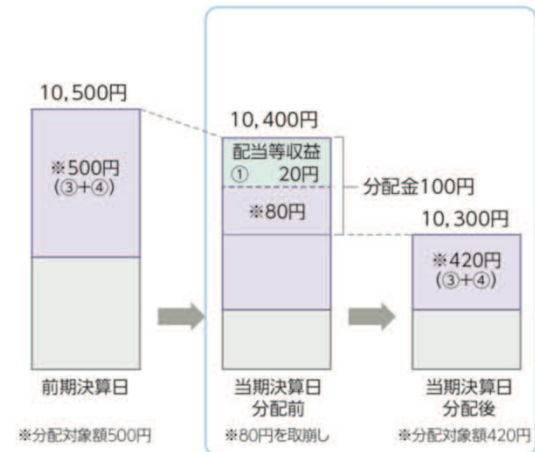 10,500円
※500円
(③+④)
前期決算日
※分配対象額500円
10,400円
配当等収益
① 20円
※80円
分配金100円
当期決算日
分配前
※80円を取崩し
10,300円
※420円
(③+④)
当期決算日
分配後
※分配対象額420円